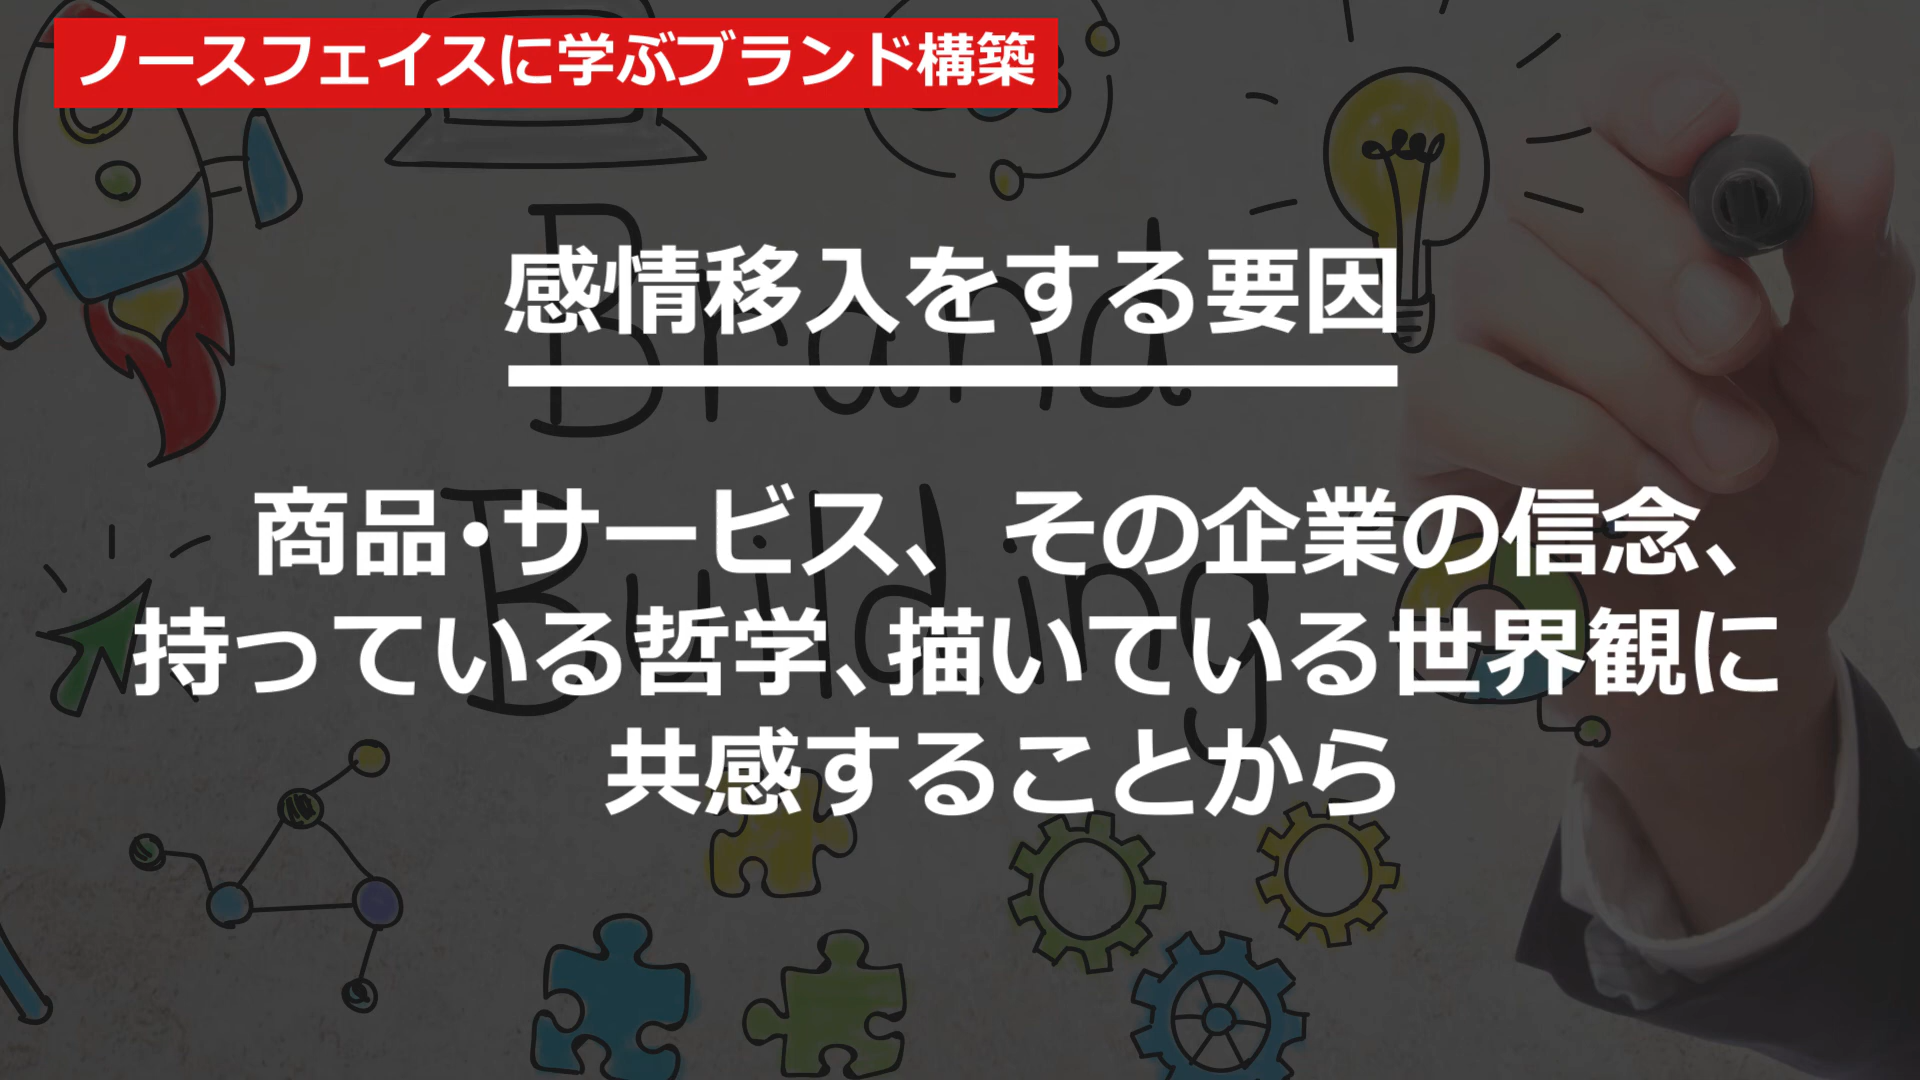 ノースフェイスに学ぶブランド構築
感情移入をする要因
商品・サービス、その企業の信念、
持っている哲学、描いている世界観に
共感することから
Brand
Building